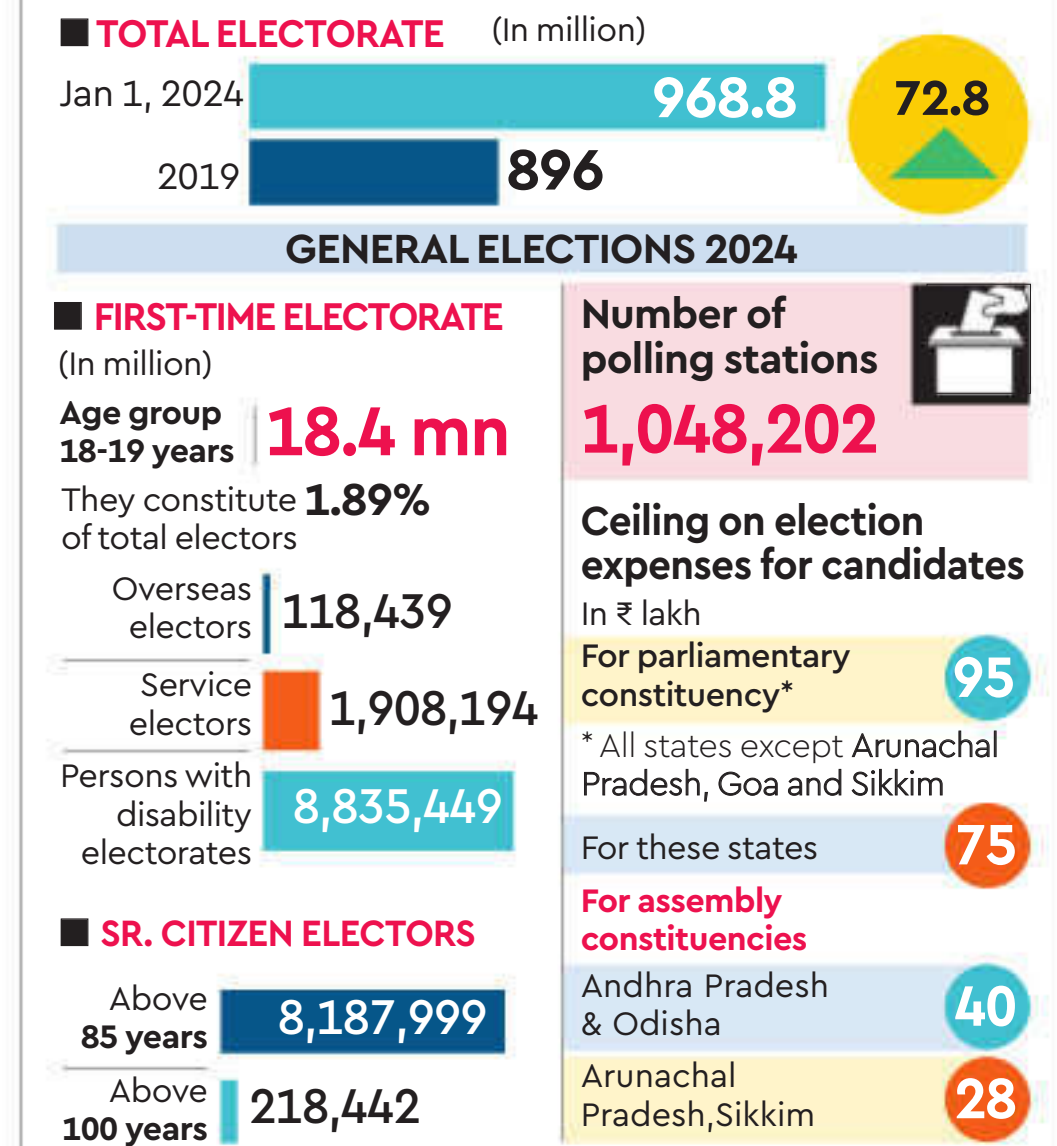 TOTAL ELECTORATE (In million)
Jan 1, 2024 968.8
72.8
2019 896
GENERAL ELECTIONS 2024
FIRST-TIME ELECTORATE
(In million)
Age group
18-19 years
18.4 mn
They constitute 1.89%
of total electors
Overseas
electors
118,439
Service
electors
1,908,194
Persons with
disability
electorates
8,835,449
SR. CITIZEN ELECTORS
Above
85 years
8,187,999
Above
100 years
218,442
Number of
polling stations
1,048,202
Ceiling on election
expenses for candidates
In ₹ lakh
For parliamentary
constituency*
95
* All states except Arunachal
Pradesh, Goa and Sikkim
For these states 75
For assembly
constituencies
Andhra Pradesh
& Odisha
40
Arunachal
Pradesh,Sikkim
28